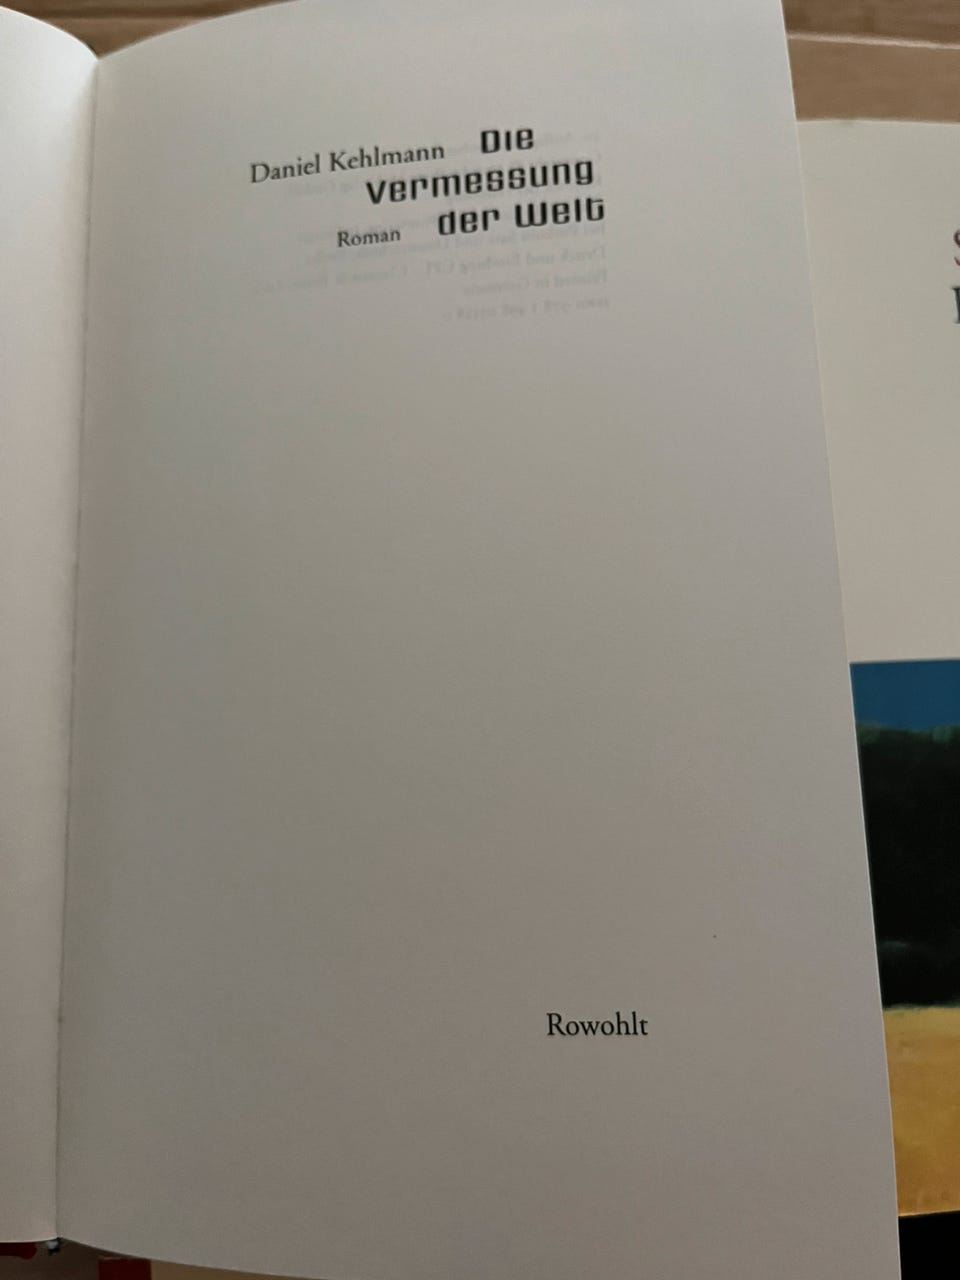 Daniel Kehlmann Die
Vermessung
Roman der Welt
Rowohlt